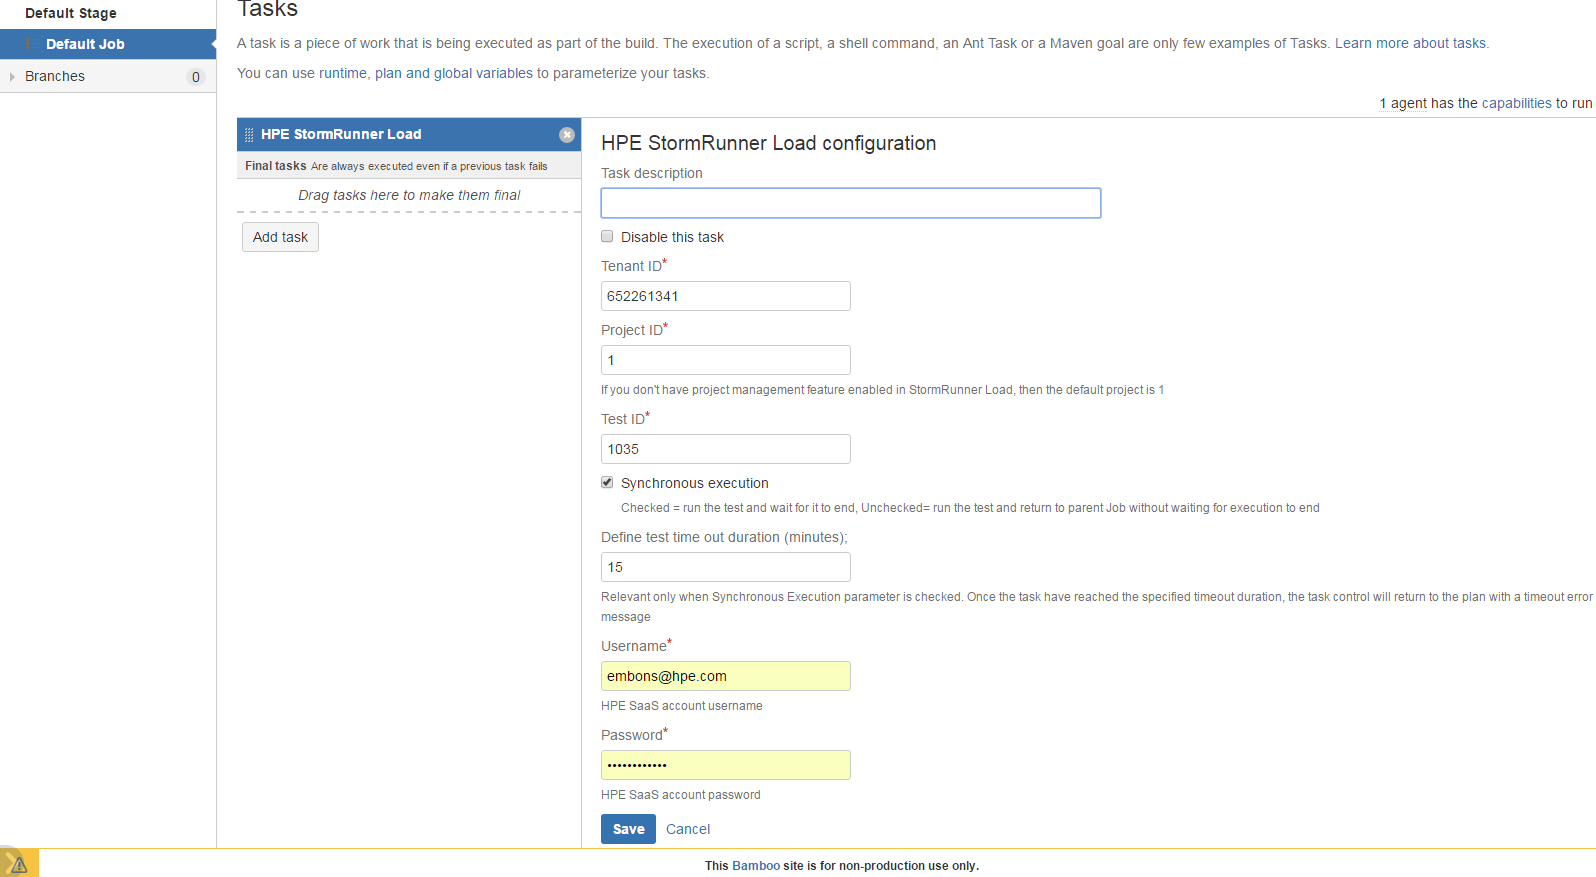 Default Stage
Default Job
Branches 0
Tasks
A task is a piece of work that is being executed as part of the build. The execution of a script, a shell command, an Ant Task or a Maven goal are only few examples of Tasks. Learn more about tasks.
You can use runtime, plan and global variables to parameterize your tasks.
1 agent has the capabilities to run
HPE StormRunner Load
Final tasks Are always executed even if a previous task fails
Drag tasks here to make them final
Add task
HPE StormRunner Load configuration
Task description
Disable this task
Tenant ID*
652261341
Project ID*
1
If you don't have project management feature enabled in StormRunner Load, then the default project is 1
Test ID*
1035
Synchronous execution
Checked = run the test and wait for it to end, Unchecked= run the test and return to parent Job without waiting for execution to end
Define test time out duration (minutes);
15
Relevant only when Synchronous Execution parameter is checked. Once the task have reached the specified timeout duration, the task control will return to the plan with a timeout error
message
Username*
embons@hpe.com
HPE SaaS account username
Password*
••••••••••••
HPE SaaS account password
Save Cancel
This Bamboo site is for non-production use only.